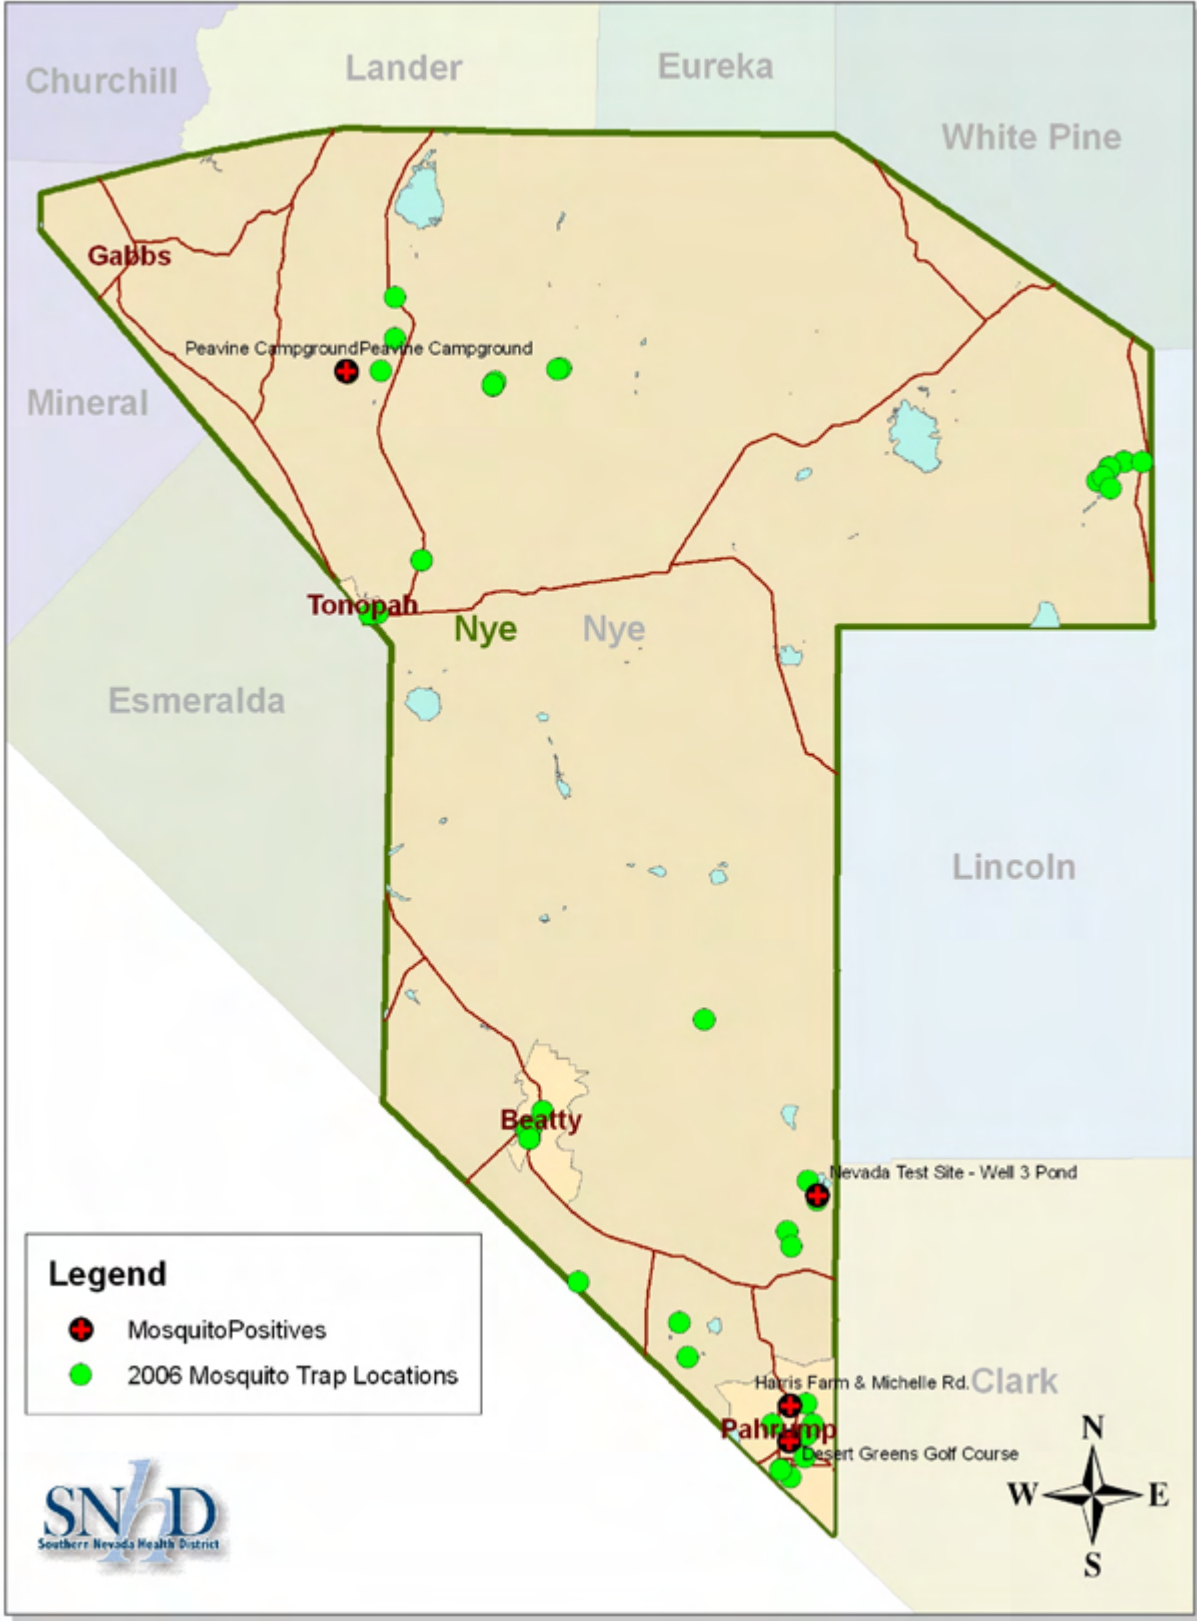 Churchill
Lander
Eureka
White Pine
Gabbs
Peavine Campground Peavine Campground
Mineral
Tonopah
Nye
Nye
Esmeralda
Lincoln
Beatty
Nevada Test Site - Well 3 Pond
Legend
MosquitoPositives
2006 Mosquito Trap Locations
Harris Farm & Michelle Rd.
Clark
Pahrump
Desert Greens Golf Course
N
W
E
S
SNhD
Southern Nevada Health District